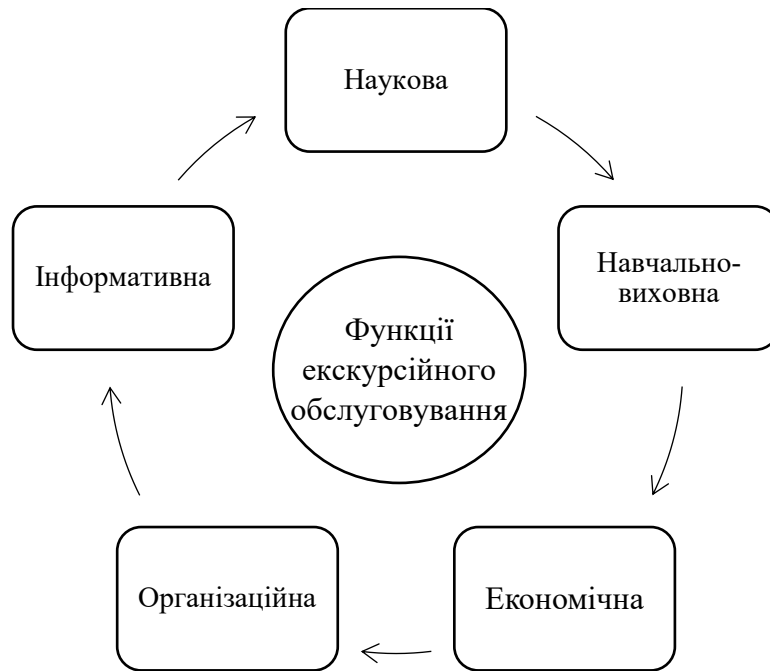 Наукова
Інформативна
Навчально-
виховна
Функції
екскурсійного
обслуговування
Організаційна
Економічна